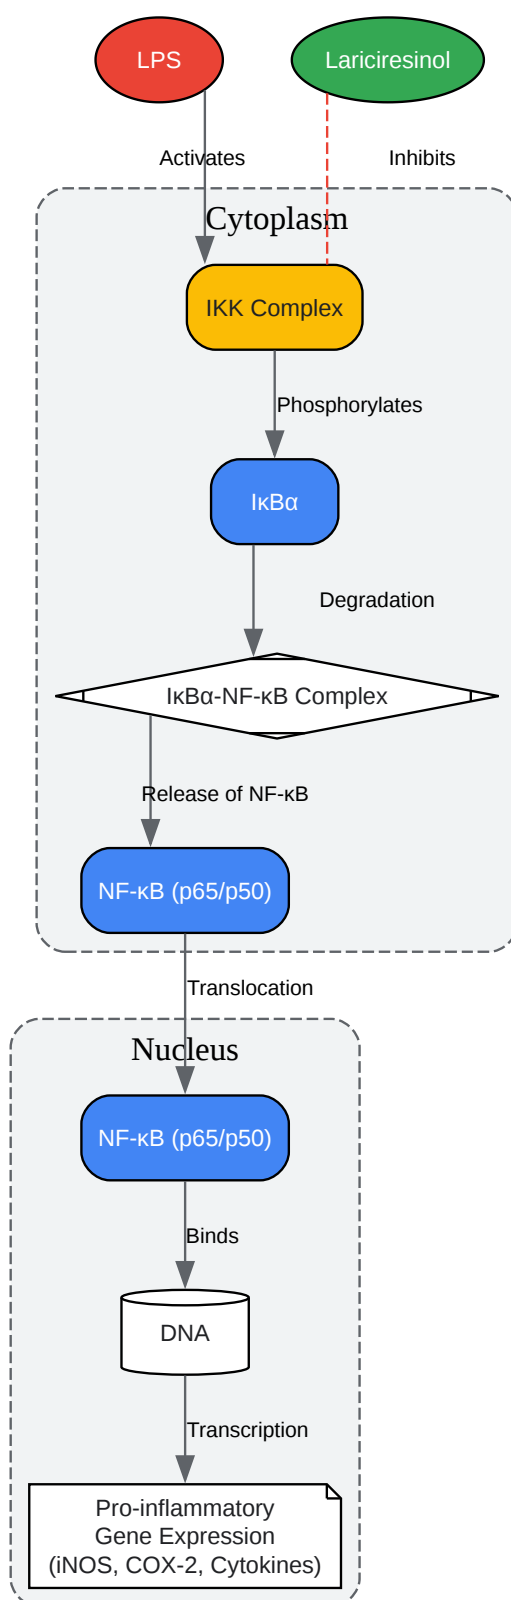 LPS
Lariciresinol
Activates
Inhibits
Cytoplasm
IKK Complex
Phosphorylates
IκBα
Degradation
IκBα-NF-κB Complex
Release of NF-κB
NF-κB (p65/p50)
Translocation
Nucleus
NF-κB (p65/p50)
Binds
DNA
Transcription
Pro-inflammatory
Gene Expression
(iNOS, COX-2, Cytokines)